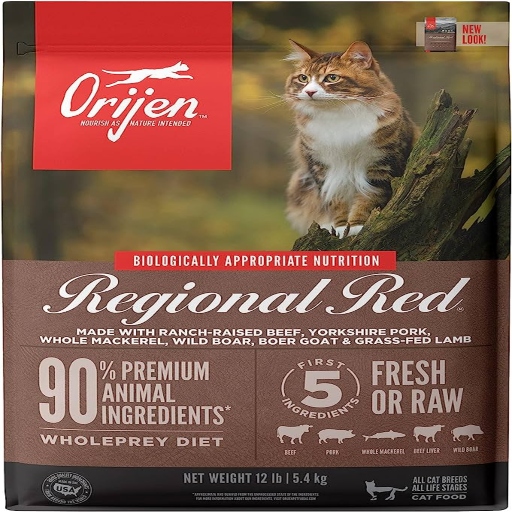 NEW
LOOK!
Orijen™
NOURISH AS NATURE INTENDED
BIOLOGICALLY APPROPRIATE NUTRITION
Regional Red
MADE WITH RANCH-RAISED BEEF, YORKSHIRE PORK,
WHOLE MACKEREL, WILD BOAR, BOER GOAT & GRASS-FED LAMB
90% PREMIUM
ANIMAL
INGREDIENTS*
WHOLEPREY DIET
FIRST
5
INGREDIENTS
FRESH
OR RAW
BEEF PORK WHOLE MACKEREL BEEF LIVER WILD BOAR
NET WEIGHT 12 lb | 5.4 kg
USA
ALL CAT BREEDS
ALL LIFE STAGES
CAT FOOD